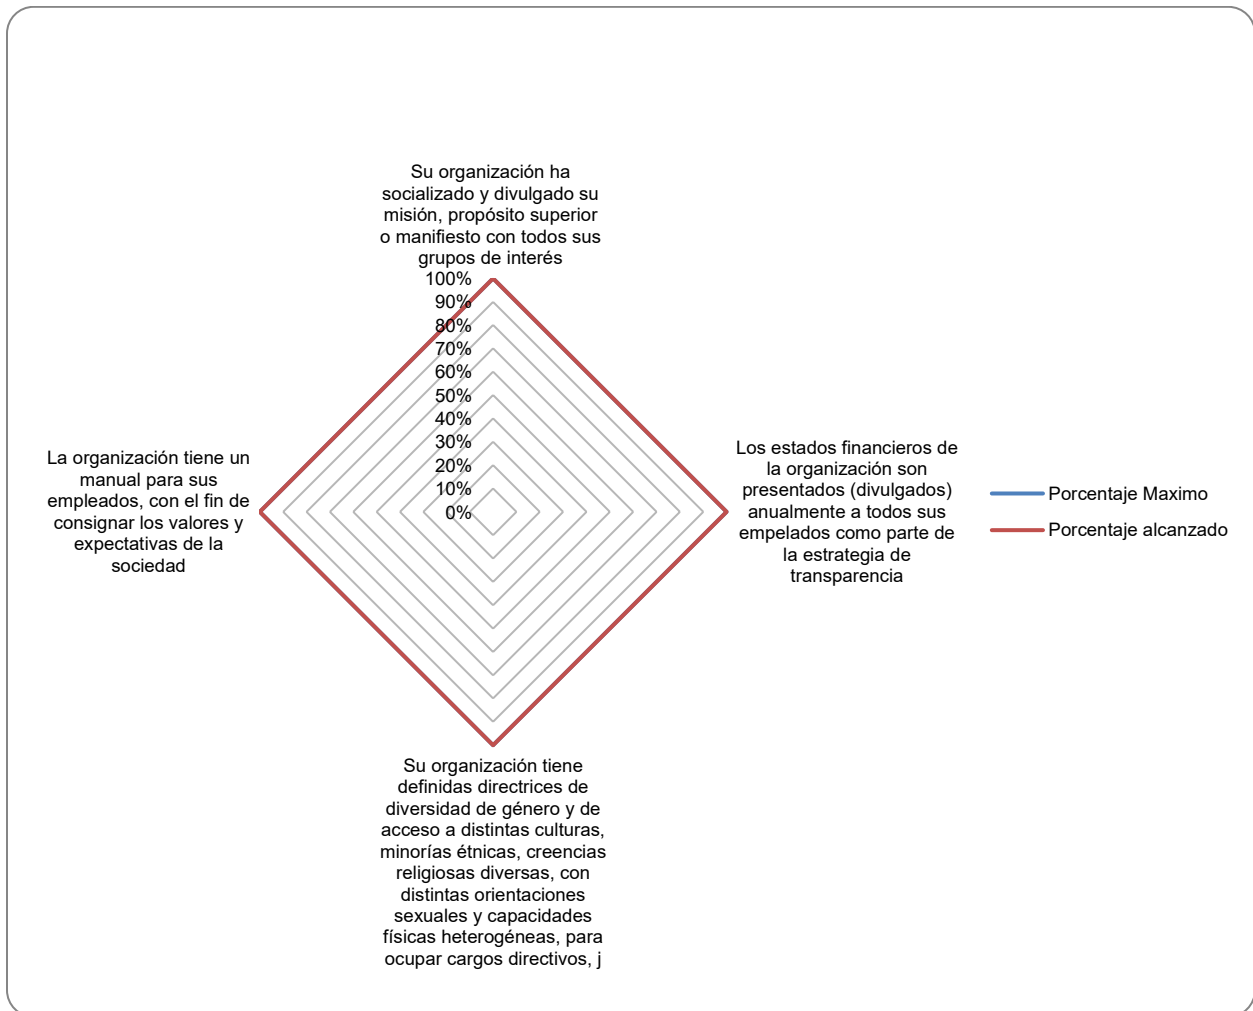 Su organización ha
socializado y divulgado su
misión, propósito superior
o manifiesto con todos sus
grupos de interés
100%
90%
80%
70%
60%
50%
40%
30%
20%
10%
0%
La organización tiene un
manual para sus
empleados, con el fin de
consignar los valores y
expectativas de la
sociedad
Los estados financieros de
la organización son
presentados (divulgados)
anualmente a todos sus
empelados como parte de
la estrategia de
transparencia
Porcentaje Maximo
Porcentaje alcanzado
Su organización tiene
definidas directrices de
diversidad de género y de
acceso a distintas culturas,
minorías étnicas, creencias
religiosas diversas, con
distintas orientaciones
sexuales y capacidades
físicas heterogéneas, para
ocupar cargos directivos, j